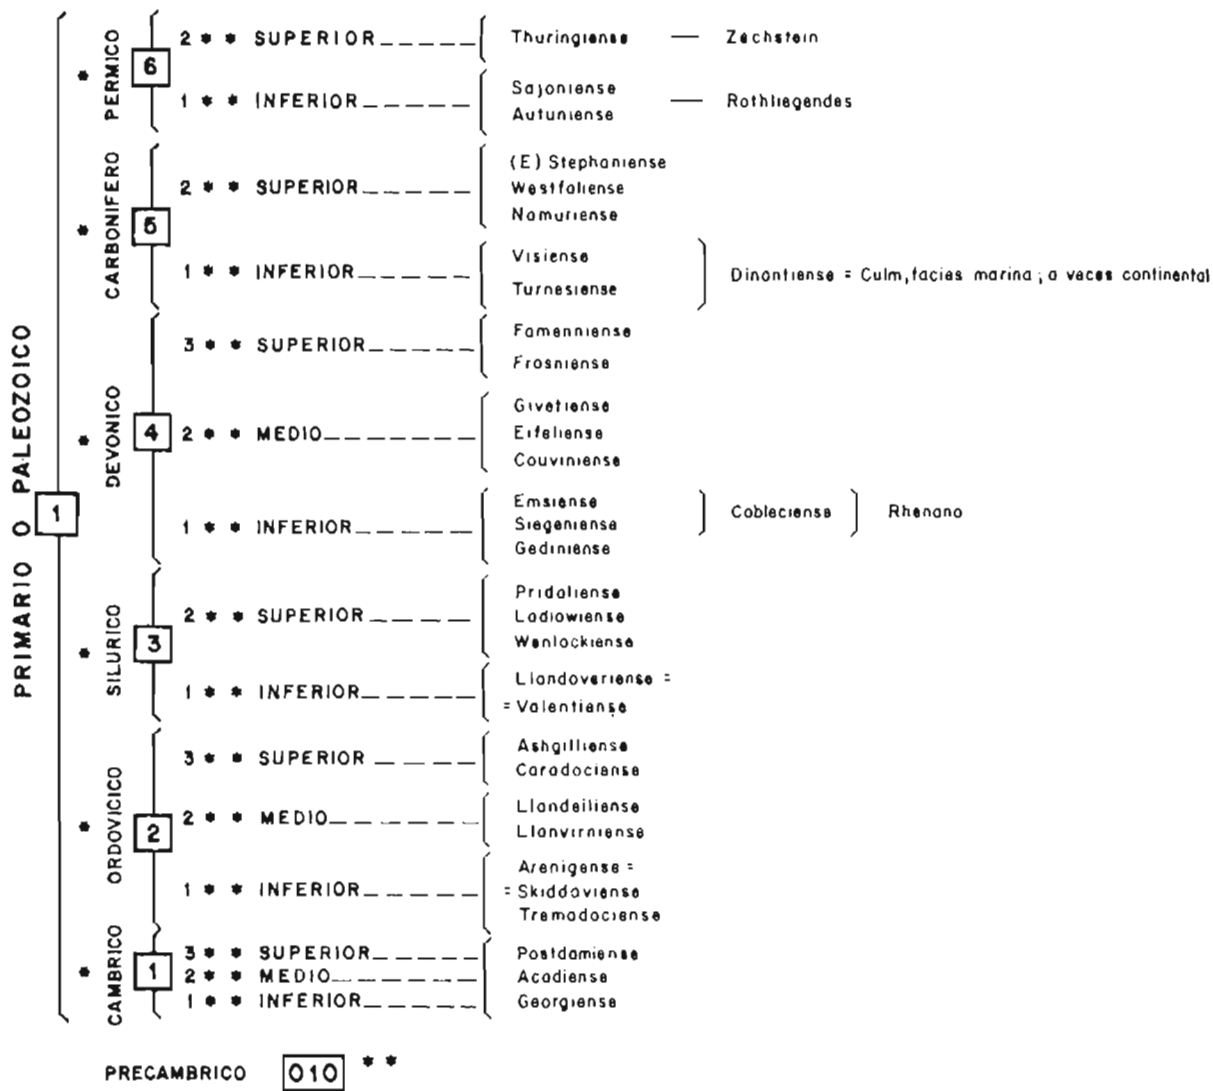 PRIMARIO O PALEOZOICO
1
* PERMICO
6
2 * * SUPERIOR Thuringiense — Zechstein
1 * * INFERIOR
Sajoniense
Autuniense
— Rothliegendes
* CARBONIFERO
5
2 * * SUPERIOR
(E) Stephaniense
Westfaliense
Namuriense
1 * * INFERIOR
Visiense
Turnesiense
Dinantiense = Culm, facies marina; a veces continental
* DEVONICO
4
3 * * SUPERIOR
Famenniense
Frosniense
2 * * MEDIO
Givetiense
Eifeliense
Couviniense
1 * * INFERIOR
Emsiense
Siegeniense
Gediniense
Cobleciense
Rhenano
* SILURICO
3
2 * * SUPERIOR
Pridaliense
Ladlowiense
Wenlockiense
1 * * INFERIOR
Llandoveriense =
= Valentiense
* ORDOVICICO
2
3 * * SUPERIOR
Ashgilliense
Caradociense
2 * * MEDIO
Llandeiliense
Llanvirniense
1 * * INFERIOR
Arenigense =
= Skiddaviense
Tremadociense
* CAMBRICO
1
3 * * SUPERIOR Postdamiense
2 * * MEDIO Acadiense
1 * * INFERIOR Georgiense
PRECAMBRICO 010 * *